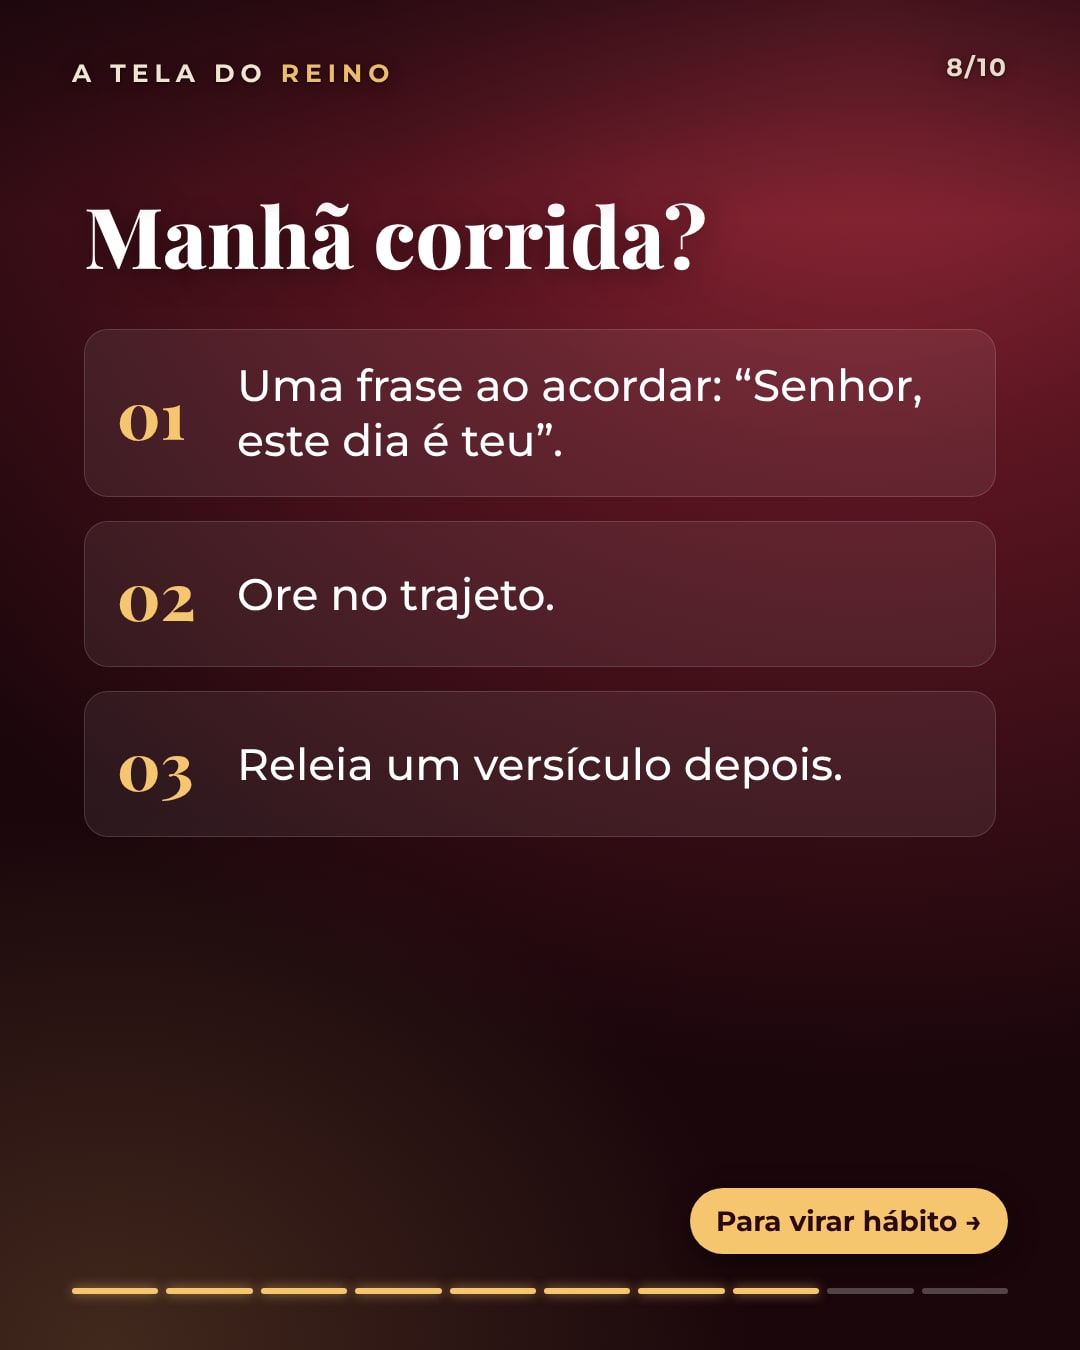 A TELA DO REINO
8/10
Manhã corrida?
01
Uma frase ao acordar: “Senhor,
este dia é teu”.
02
Ore no trajeto.
03
Releia um versículo depois.
Para virar hábito →